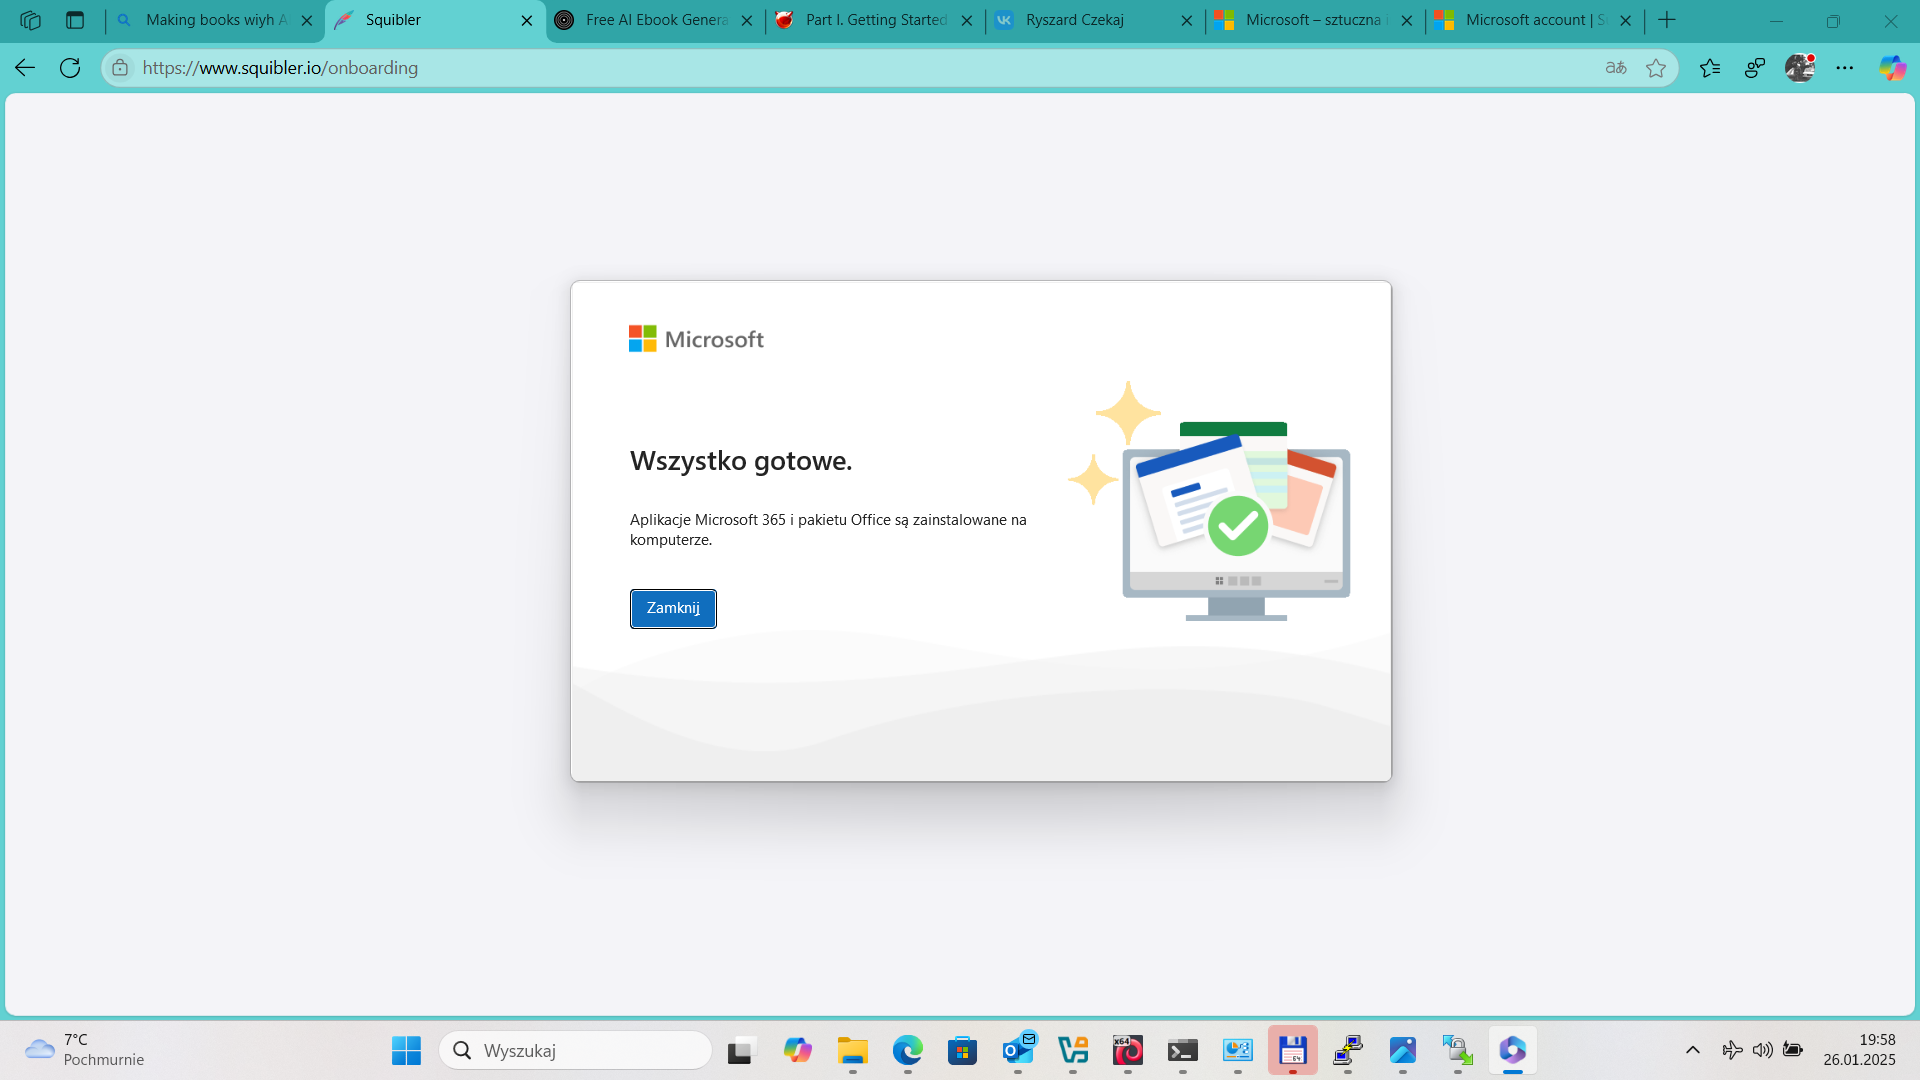 Making books wiyh A
Squibler
Free AI Ebook Genera
Part I. Getting Started
Ryszard Czekaj
Microsoft – sztuczna i
Microsoft account | S
https://www.squibler.io/onboarding
Microsoft
Wszystko gotowe.
Aplikacje Microsoft 365 i pakietu Office są zainstalowane na
komputerze.
Zamknij
7°C
Pochmurnie
Wyszukaj
x64
64
19:58
26.01.2025